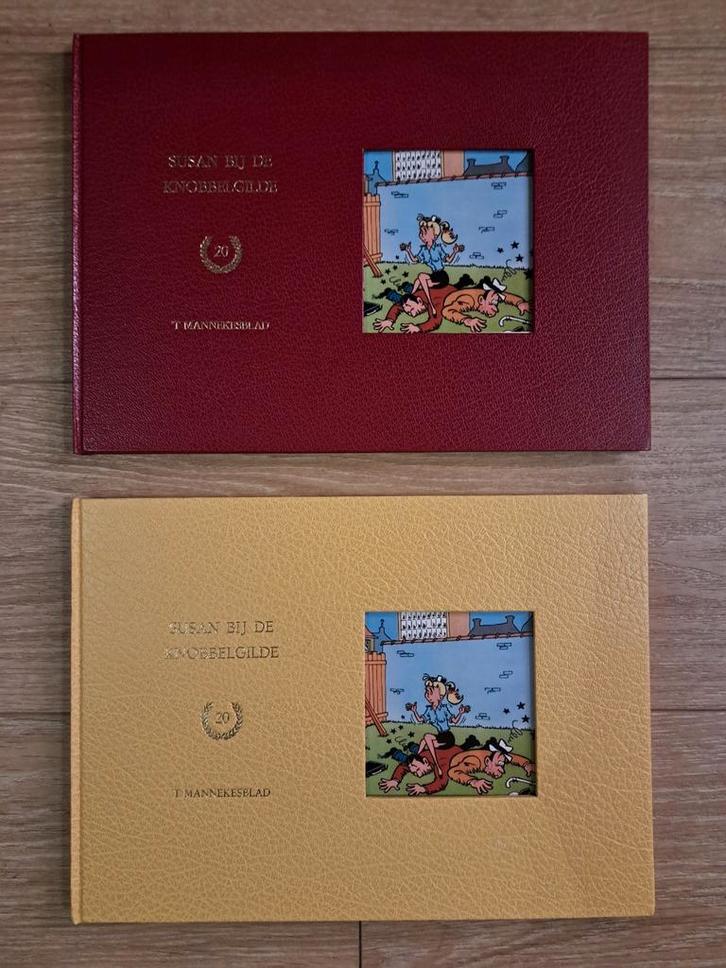 SUSAN BIJ DE
KNOBBELGILDE
20
'T MANNEKESBLAD
SUSAN BIJ DE
KNOBBELGILDE
20
'T MANNEKESBLAD